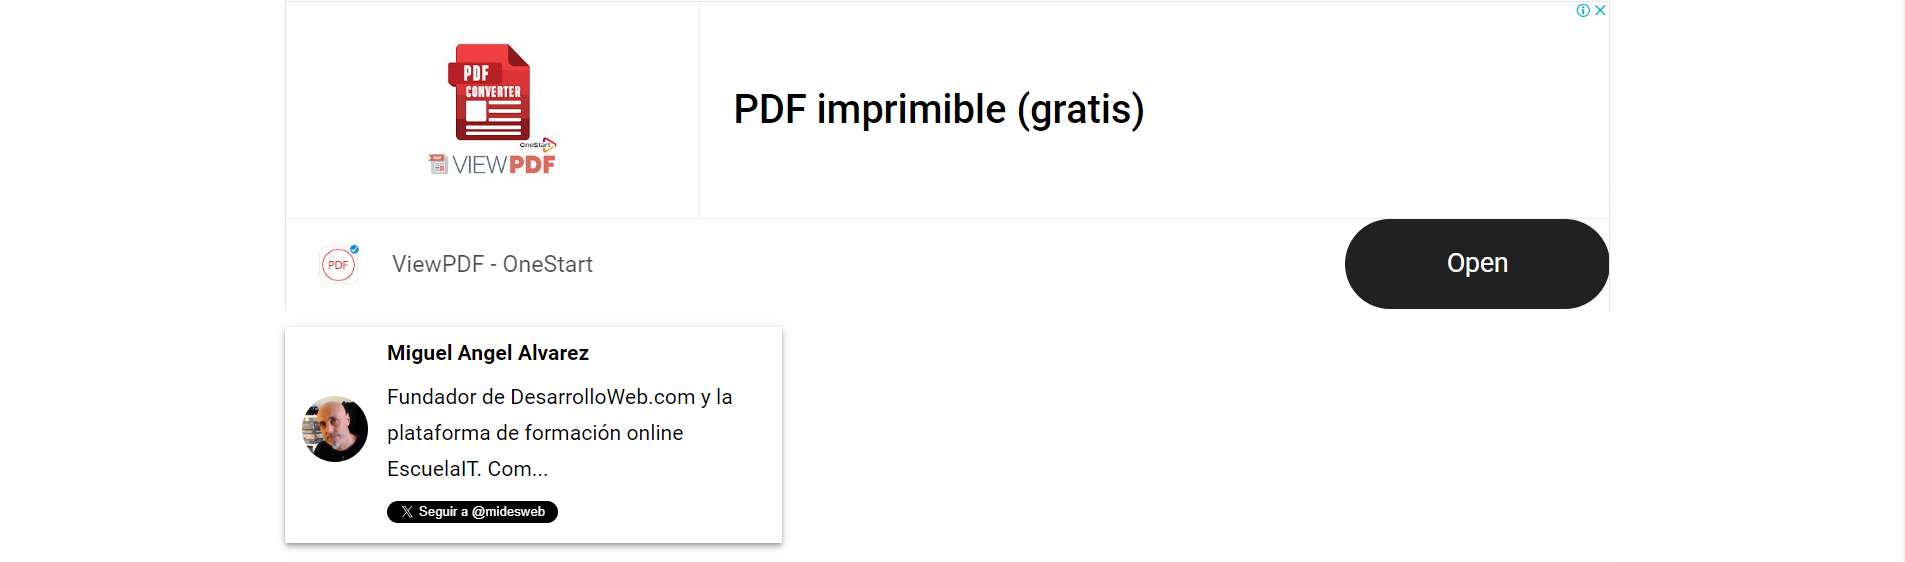 PDF
CONVERTER
OneStart
VIEWPDF
PDF imprimible (gratis)
PDF
ViewPDF - OneStart
Open
Miguel Angel Alvarez
Fundador de DesarrolloWeb.com y la
plataforma de formación online
EscuelaIT. Com...
X Seguir a @midesweb